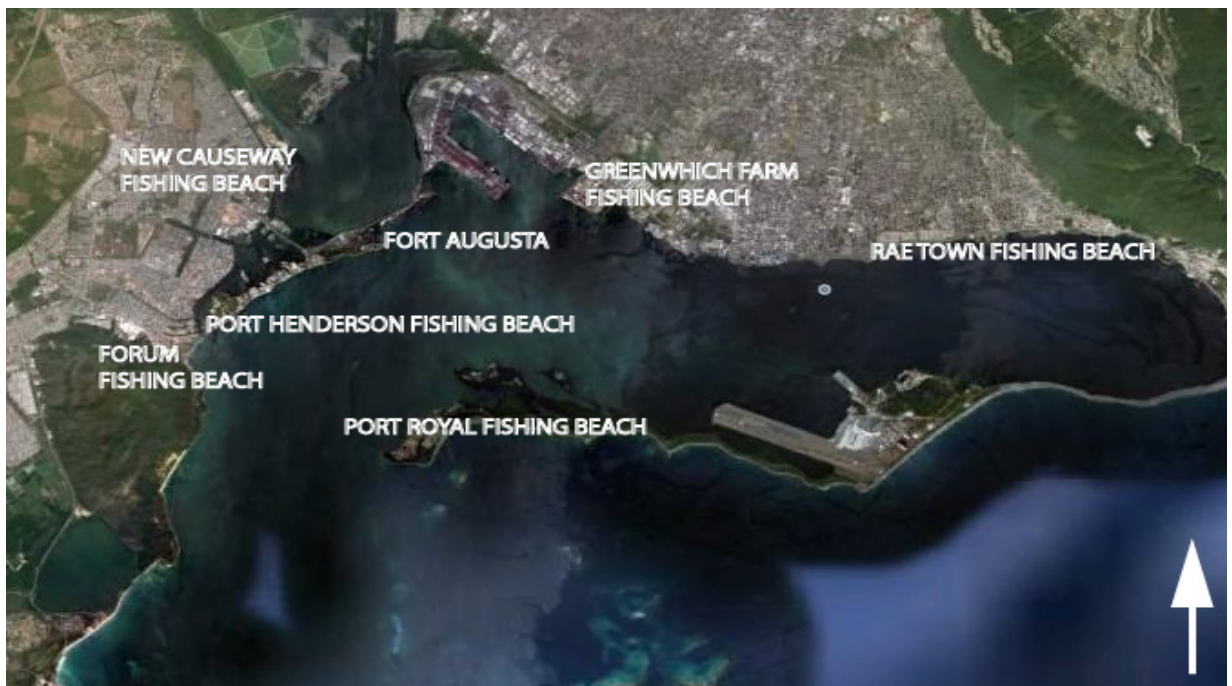 NEW CAUSEWAY
FISHING BEACH
GREENWHICH FARM
FISHING BEACH
FORT AUGUSTA
RAE TOWN FISHING BEACH
PORT HENDERSON FISHING BEACH
FORUM
FISHING BEACH
PORT ROYAL FISHING BEACH